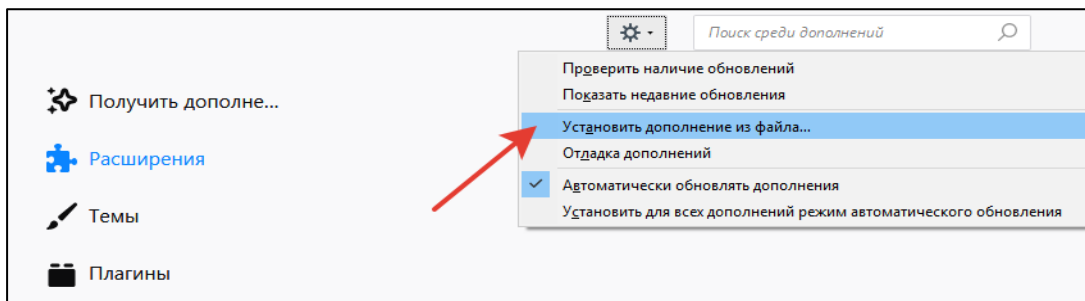 Поиск среди дополнений
Проверить наличие обновлений
Показать недавние обновления
Установить дополнение из файла...
Отладка дополнений
Автоматически обновлять дополнения
Установить для всех дополнений режим автоматического обновления
Получить дополне...
Расширения
Темы
Плагины